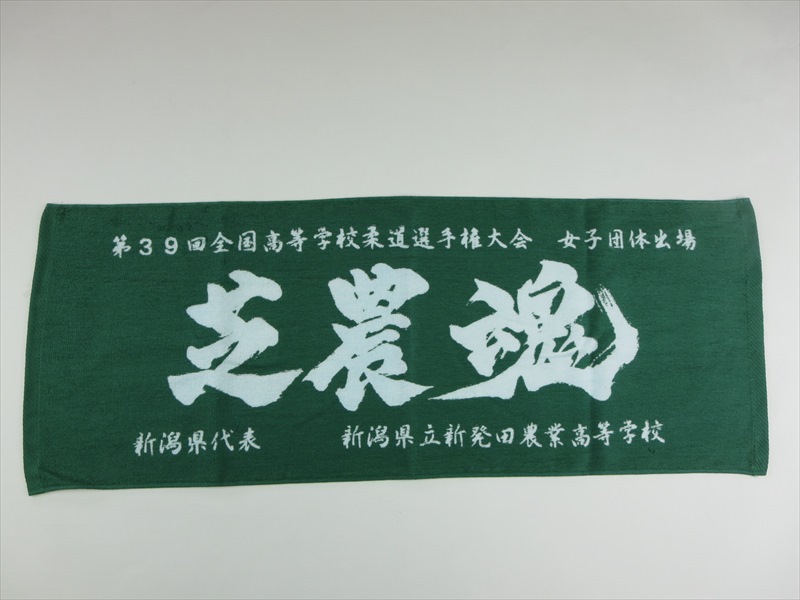 第39回全国高等学校柔道選手権大会　女子団体出場
芝農魂
新潟県代表　新潟県立新発田農業高等学校